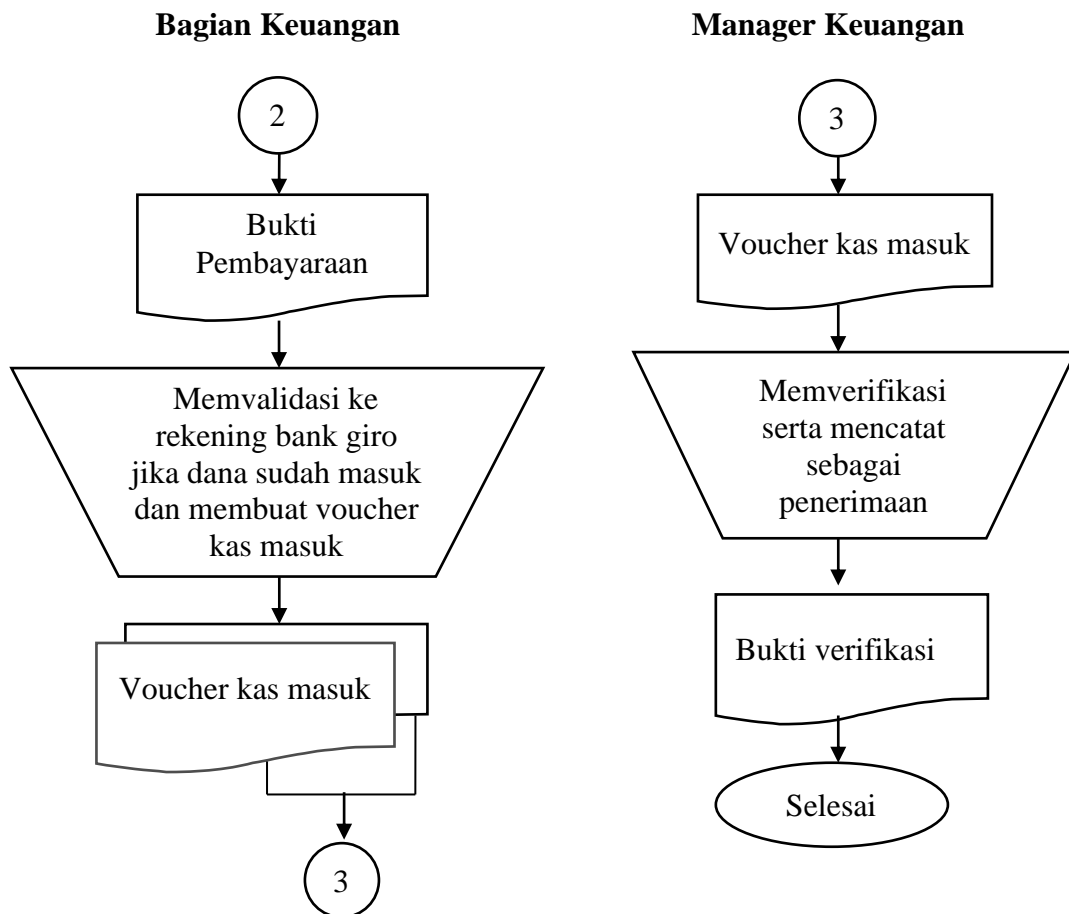 Bagian Keuangan
2
Bukti
Pembayaraan
Memvalidasi ke
rekening bank giro
jika dana sudah masuk
dan membuat voucher
kas masuk
Voucher kas masuk
3
Manager Keuangan
3
Voucher kas masuk
Memverifikasi
serta mencatat
sebagai
penerimaan
Bukti verifikasi
Selesai